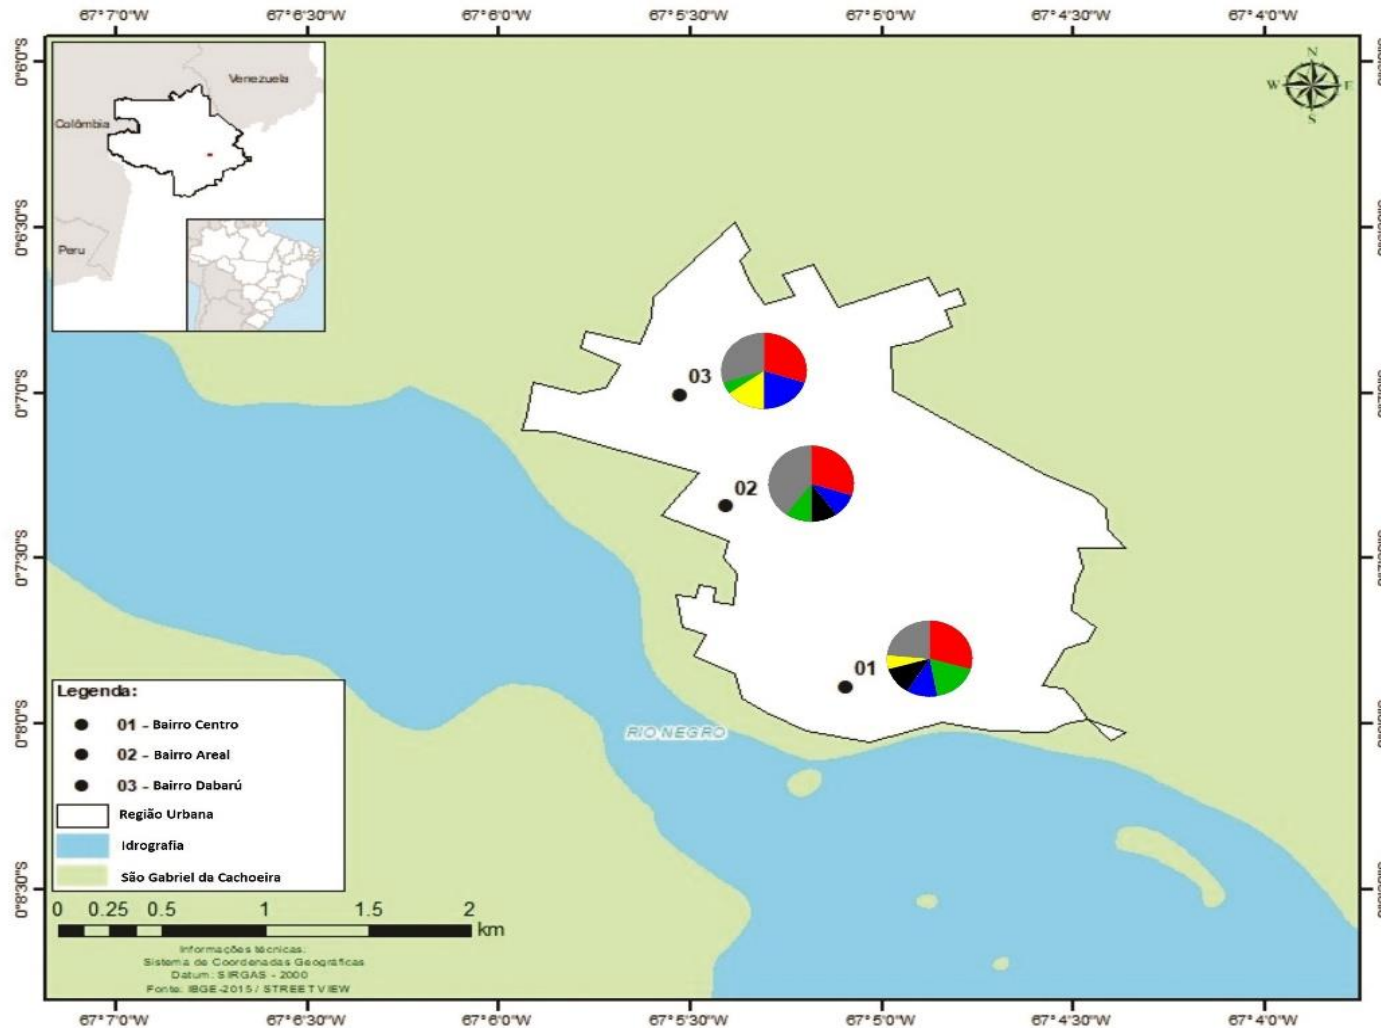 67°7'0"W 67°6'30"W 67°6'0"W 67°5'30"W 67°5'0"W 67°4'30"W 67°4'0"W
0°6'0"S
0°6'30"S
0°7'0"S
0°7'30"S
0°8'0"S
0°8'30"S
Venezuela
Colômbia
Peru
N
W E
S
03
02
01
RIO NEGRO
Legenda:
01 - Bairro Centro
02 - Bairro Areal
03 - Bairro Dabarú
Região Urbana
Idrografia
São Gabriel da Cachoeira
0 0.25 0.5 1 1.5 2
km
Informações técnicas:
Sistema de Coordenadas Geográficas
Datum: SIRGAS - 2000
Fonte: IBGE-2015 / STREET VIEW
67°7'0"W 67°6'30"W 67°6'0"W 67°5'30"W 67°5'0"W 67°4'30"W 67°4'0"W